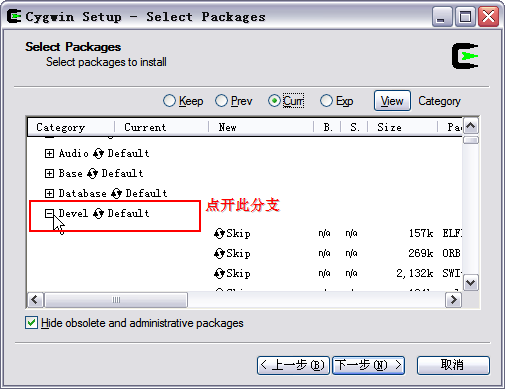 Cygwin Setup - Select Packages
Select Packages
Select packages to install
Keep Prev Curr Exp View Category
Category Current New B. S. Size Pac
Audio Default
Base Default
Database Default
Devel Default 点开此分支
Skip n/a n/a 157k ELF
Skip n/a n/a 269k ORB
Skip n/a n/a 2,132k SWI
Hide obsolete and administrative packages
< 上一步(B) 下一步(N) > 取消